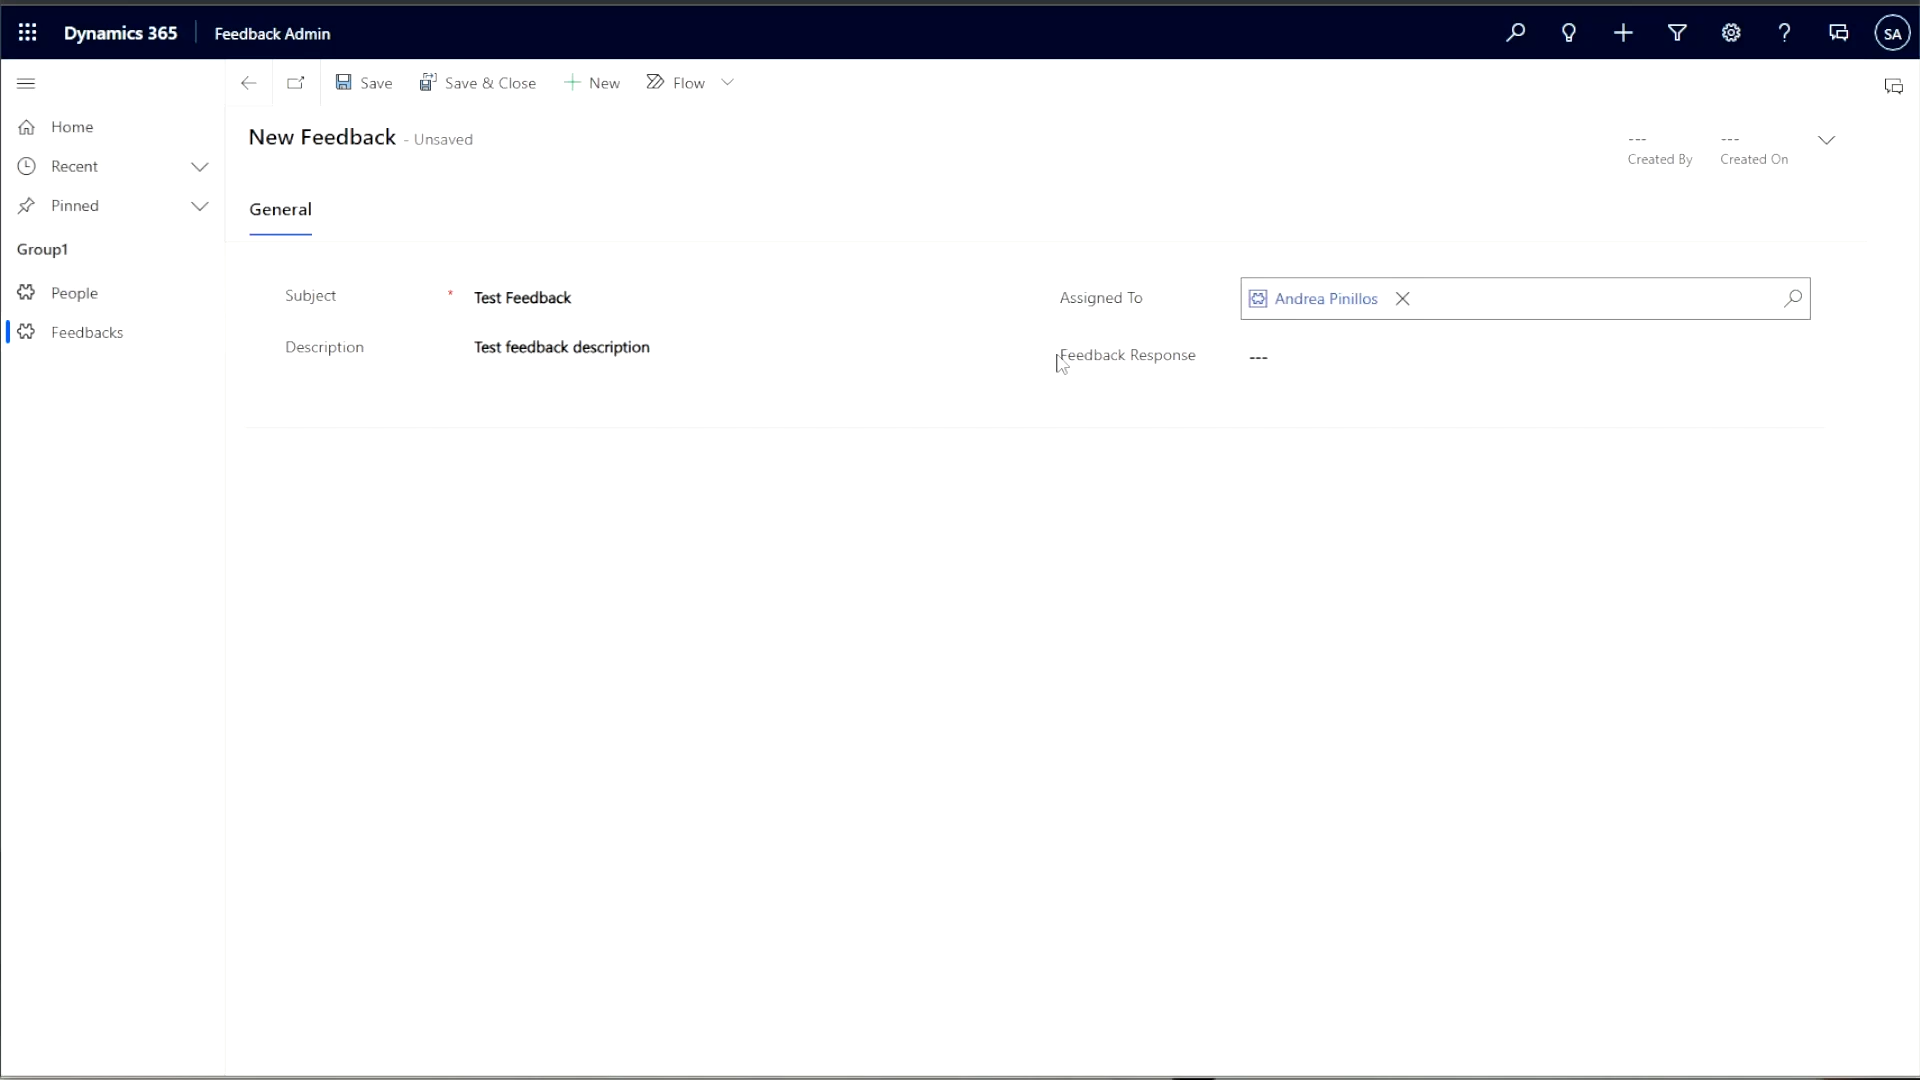 Dynamics 365 Feedback Admin SA
Save Save & Close New Flow
Home
Recent
Pinned
Group1
People
Feedbacks
New Feedback - Unsaved
--- ---
Created By Created On
General
Subject * Test Feedback
Description Test feedback description
Assigned To Andrea Pinillos
Feedback Response ---